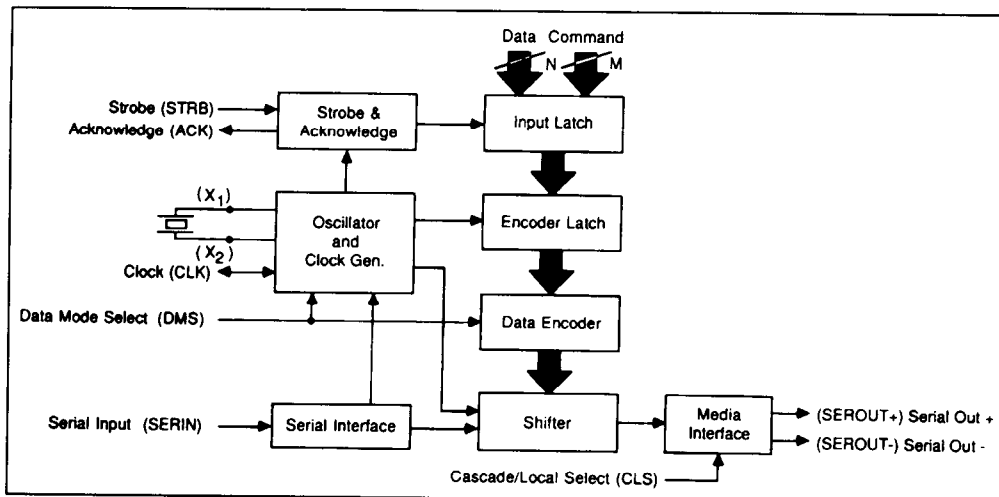 Data Command
N M
Strobe (STRB)
Acknowledge (ACK)
Strobe &
Acknowledge
Input Latch
(X1)
(X2)
Oscillator
and
Clock Gen.
Encoder Latch
Clock (CLK)
Data Mode Select (DMS)
Data Encoder
Serial Input (SERIN)
Serial Interface
Shifter
Media
Interface
(SEROUT+) Serial Out +
(SEROUT-) Serial Out -
Cascade/Local Select (CLS)